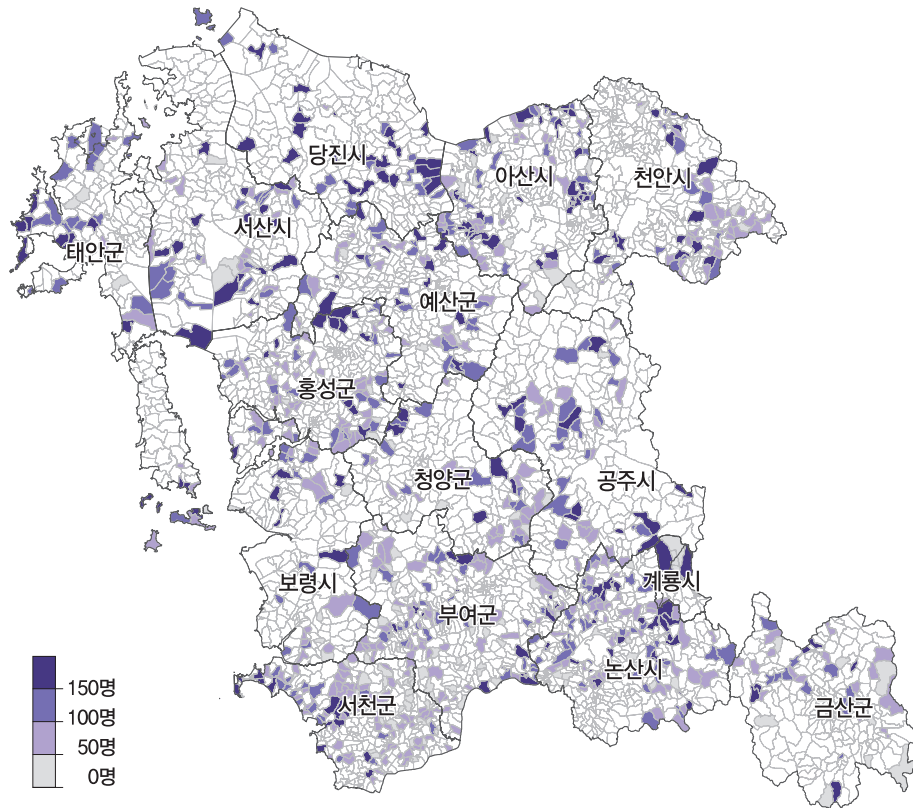 당진시
아산시
천안시
서산시
태안군
예산군
홍성군
청양군
공주시
보령시
계룡시
부여군
논산시
서천군
금산군
150명
100명
50명
0명